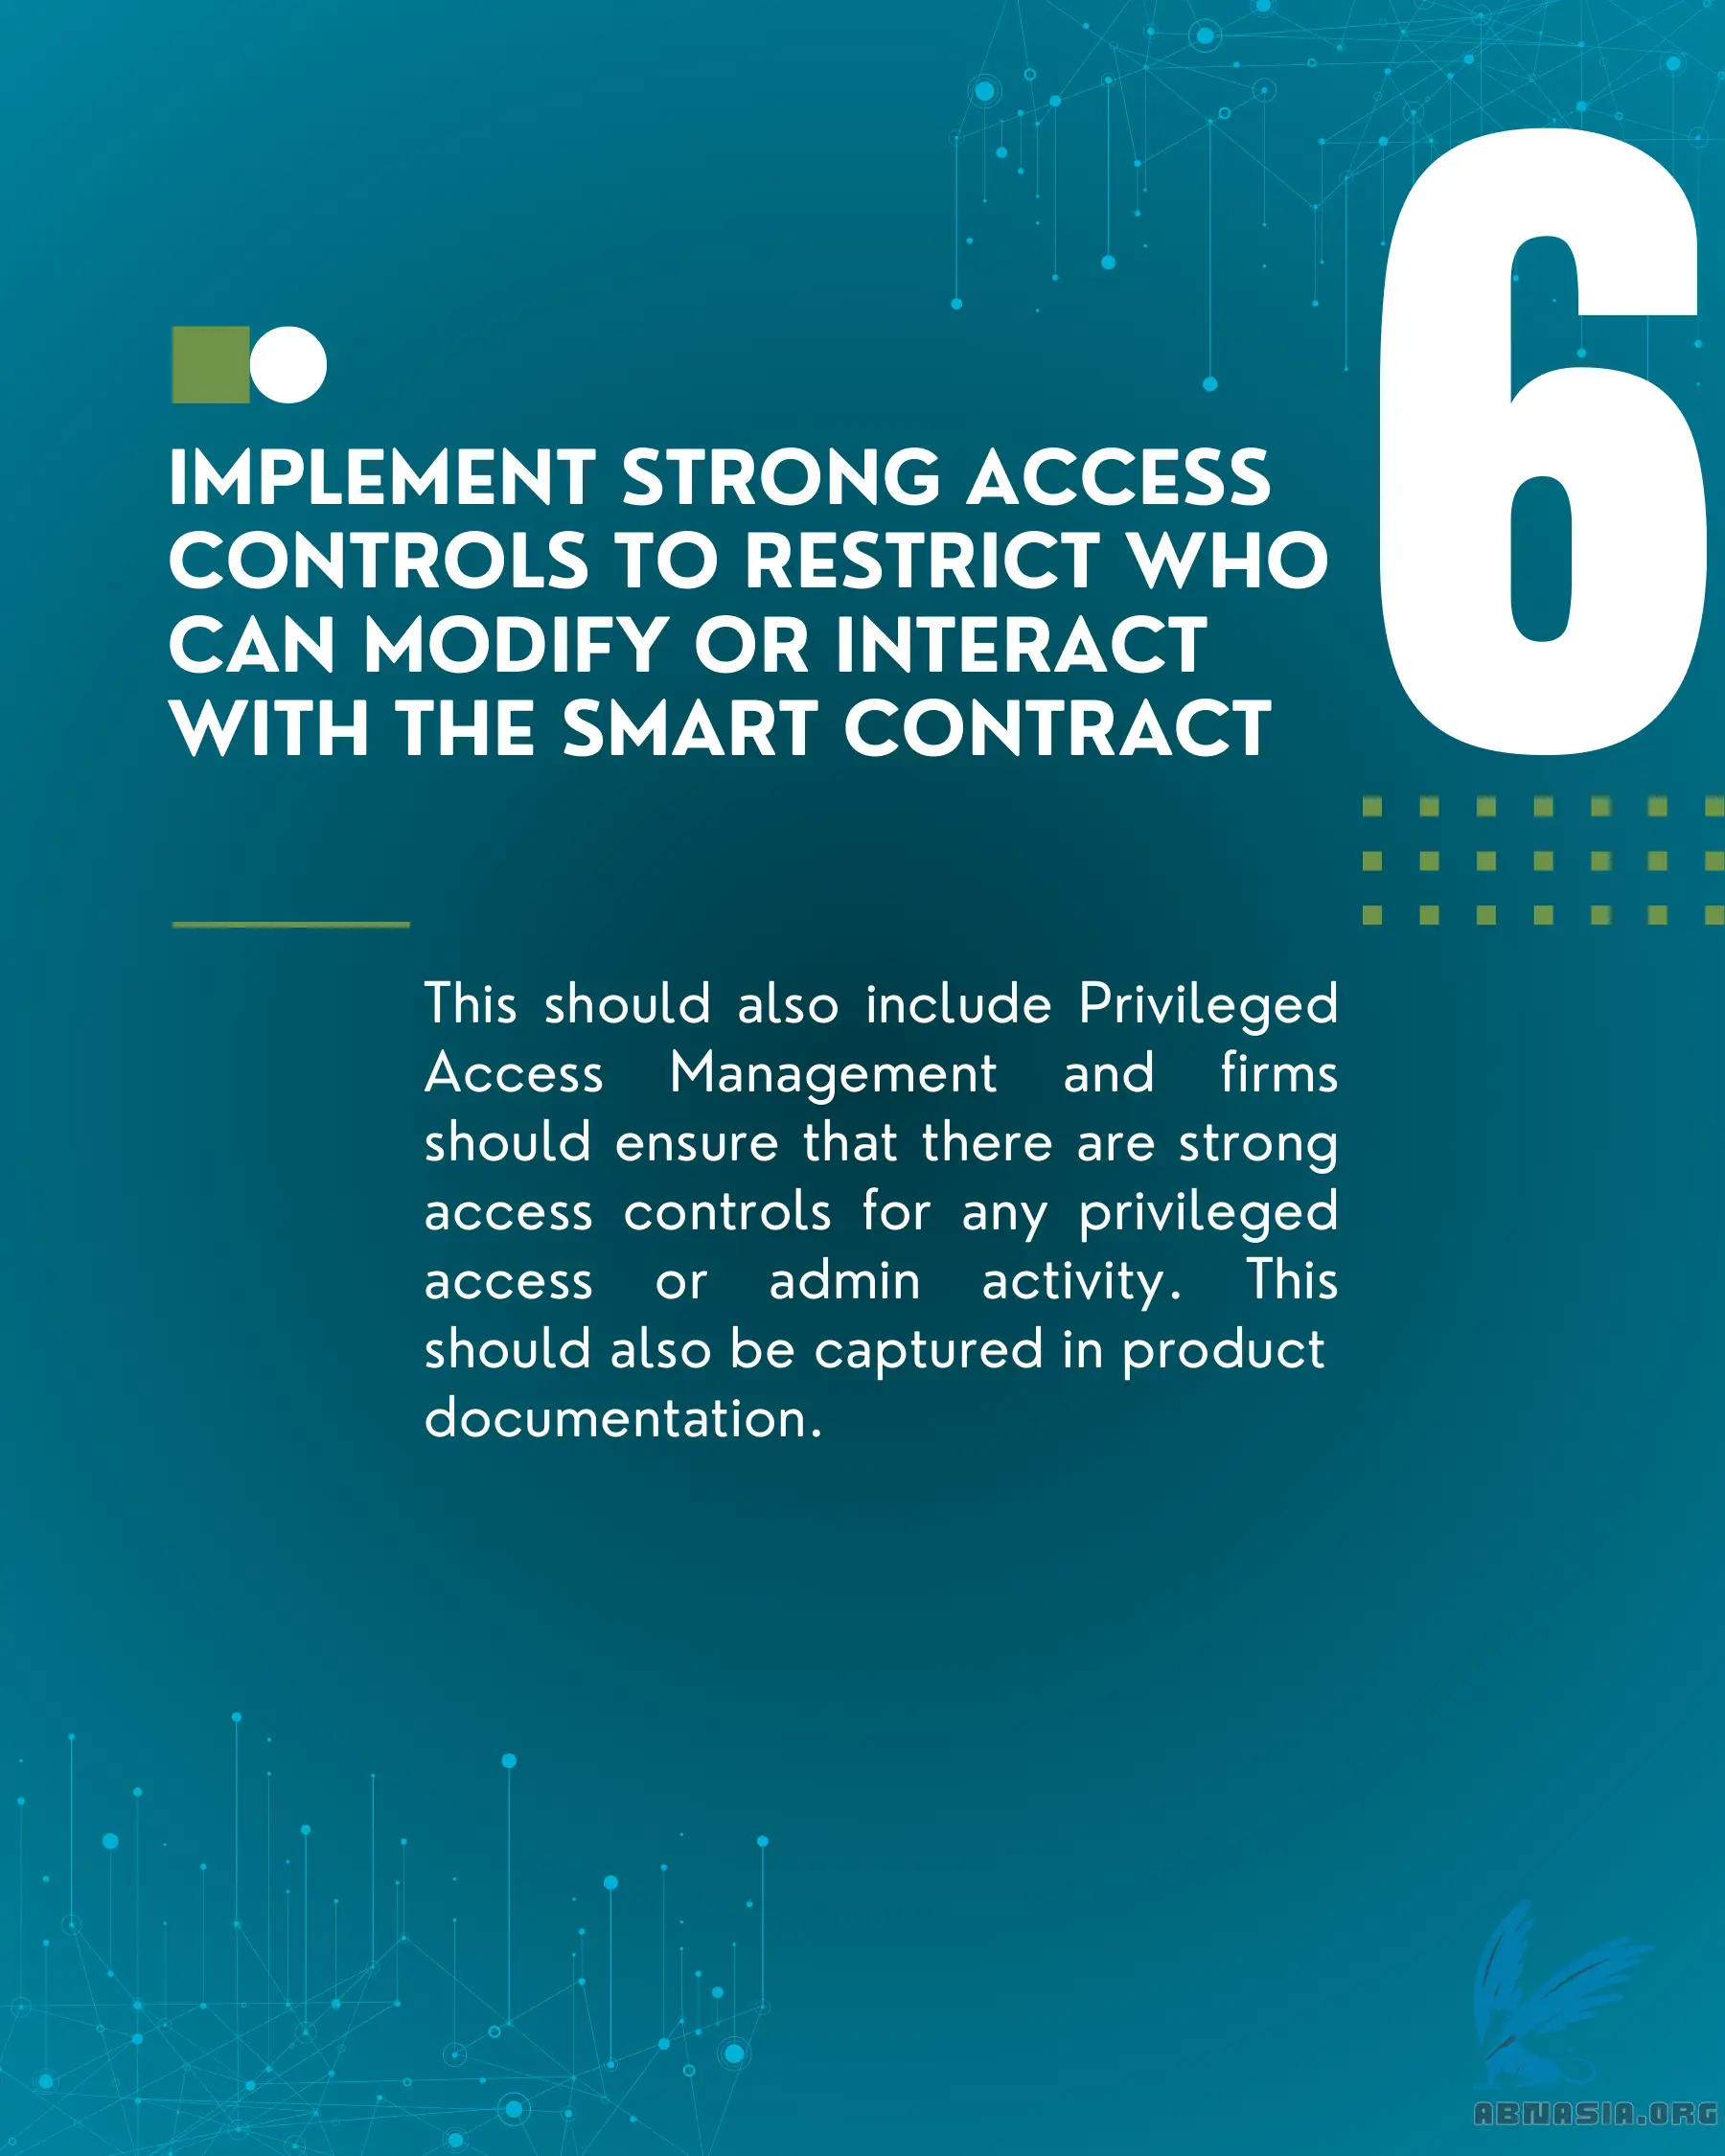 6
IMPLEMENT STRONG ACCESS
CONTROLS TO RESTRICT WHO
CAN MODIFY OR INTERACT
WITH THE SMART CONTRACT
This should also include Privileged
Access Management and firms
should ensure that there are strong
access controls for any privileged
access or admin activity. This
should also be captured in product
documentation.
ABNASIA.ORG